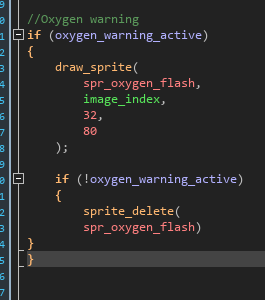 //Oxygen warning
if (oxygen_warning_active)
{
draw_sprite(
spr_oxygen_flash,
image_index,
32,
80
);
if (!oxygen_warning_active)
{
sprite_delete(
spr_oxygen_flash)
}
}